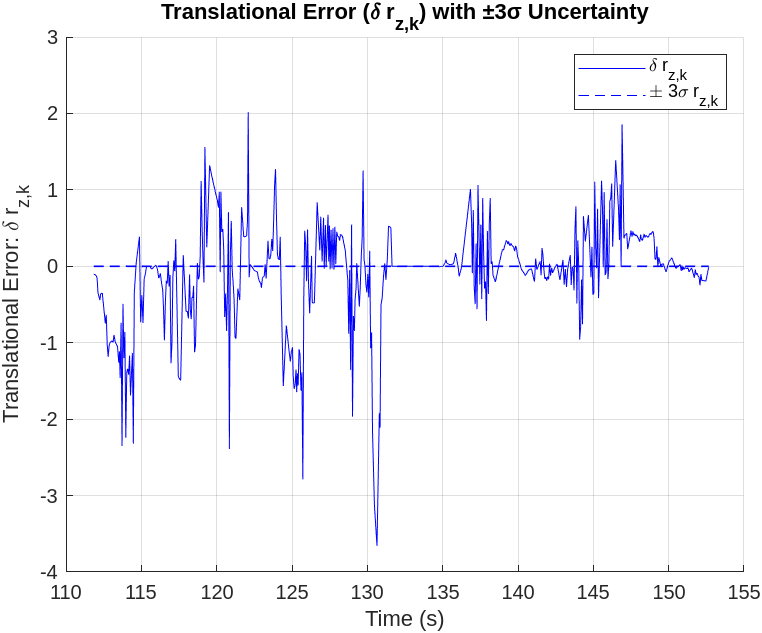 Translational Error (δ r_z,k) with ±3σ Uncertainty
δ r_z,k
± 3σ r_z,k
Translational Error: δ r_z,k
3
2
1
0
-1
-2
-3
-4
110 115 120 125 130 135 140 145 150 155
Time (s)